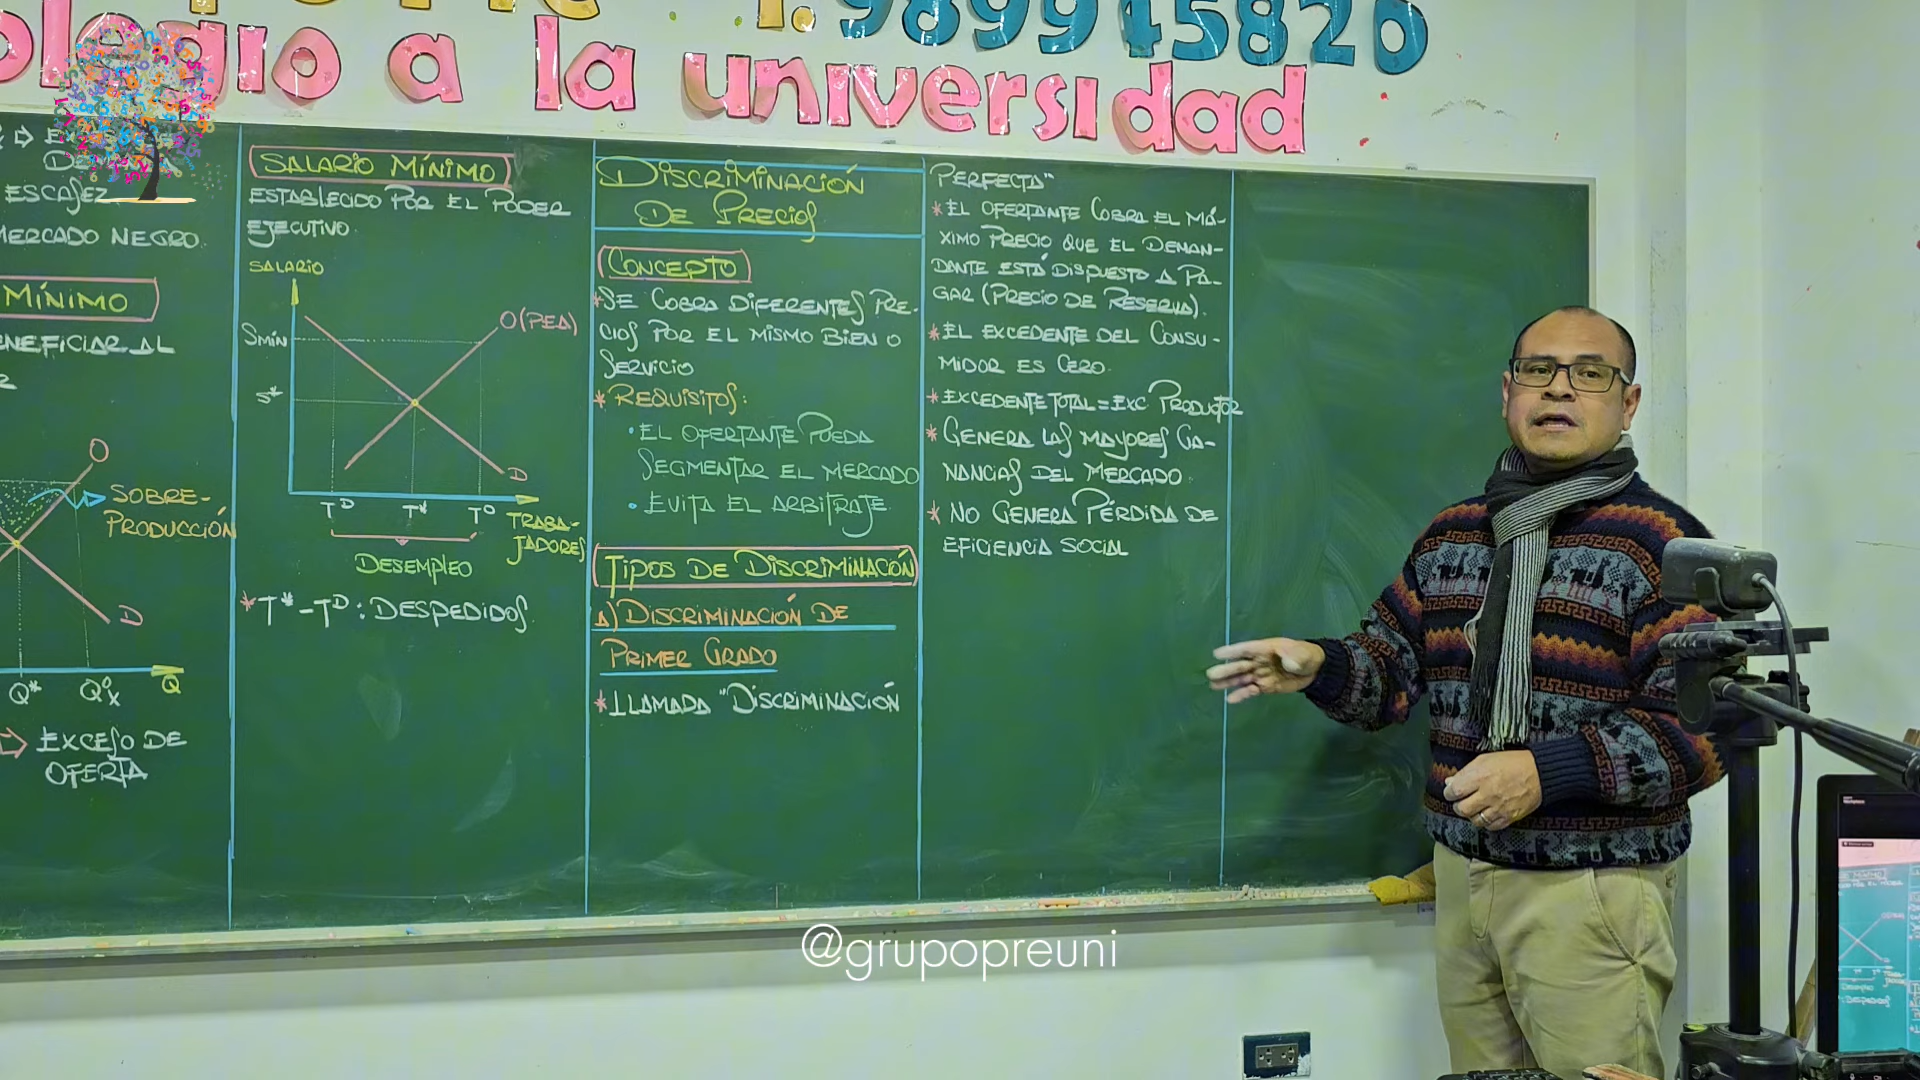 1. 989945820
olegio a la universidad
ESCASEZ
MERCADO NEGRO.
MÍNIMO
ENEFICIAR AL
O
SOBRE-
PRODUCCIÓN
D
Q*
Q°x
Q
EXCESO DE
OFERTA
SALARIO MÍNIMO
ESTABLECIDO POR EL PODER
EJECUTIVO.
SALARIO
O(PEA)
Smín
S*
D
T^D
T*
T^O
TRABA-
JADORES
DESEMPLEO
*T* - T^D : DESPEDIDOS.
DISCRIMINACIÓN
DE PRECIOS
CONCEPTO
*SE COBRA DIFERENTES PRE-
CIOS POR EL MISMO BIEN O
SERVICIO
*REQUISITOS:
• EL OFERTANTE PUEDA
SEGMENTAR EL MERCADO
• EVITA EL ARBITRAJE.
TIPOS DE DISCRIMINACIÓN
A) DISCRIMINACIÓN DE
PRIMER GRADO
*LLAMADA "DISCRIMINACIÓN
PERFECTA"
*EL OFERTANTE COBRA EL MÁ-
XIMO PRECIO QUE EL DEMAN-
DANTE ESTÁ DISPUESTO A PA-
GAR (PRECIO DE RESERVA).
*EL EXCEDENTE DEL CONSU-
MIDOR ES CERO.
*EXCEDENTE TOTAL = EXC PRODUCTOR
*GENERA LAS MAYORES GA-
NANCIAS DEL MERCADO.
* NO GENERA PÉRDIDA DE
EFICIENCIA SOCIAL
@grupopreuni